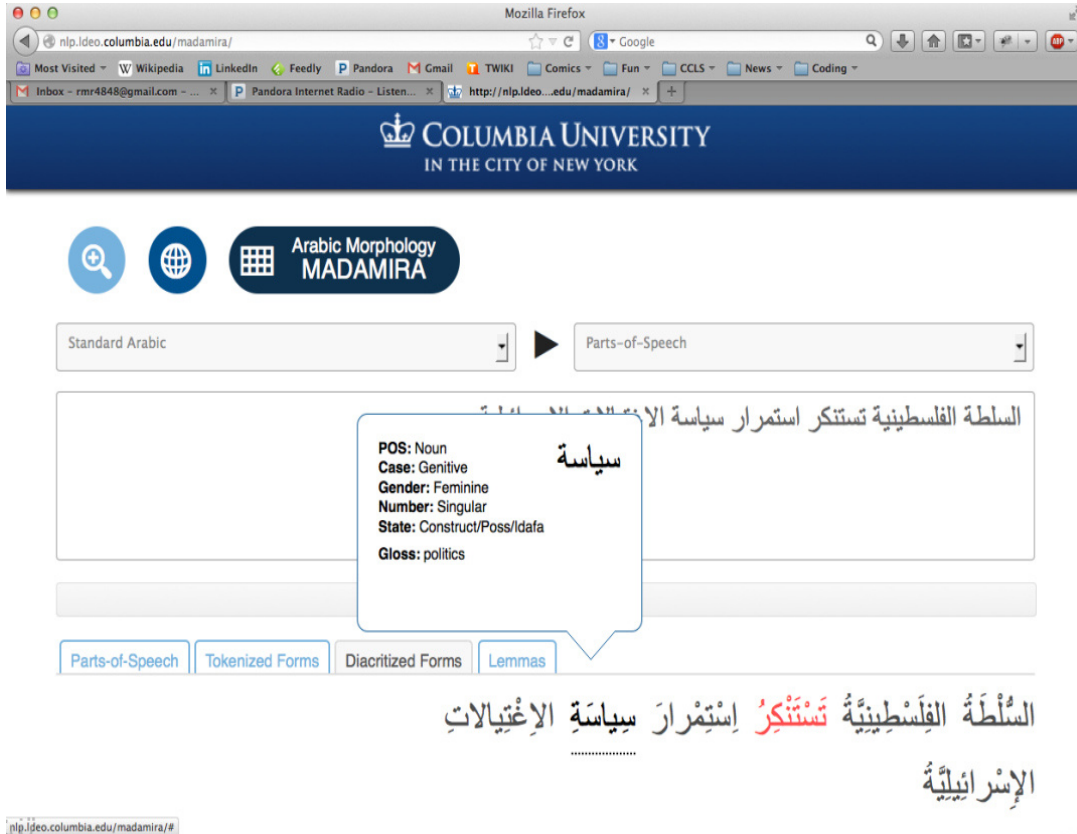 Mozilla Firefox
nlp.ldeo.columbia.edu/madamira/
Google
Most Visited Wikipedia LinkedIn Feedly Pandora Gmail TWIKI Comics Fun CCLS News Coding
Inbox - rmr4848@gmail.com - ... × Pandora Internet Radio - Listen... × http://nlp.ldeo....edu/madamira/ × +
COLUMBIA UNIVERSITY
IN THE CITY OF NEW YORK
Arabic Morphology
MADAMIRA
Standard Arabic
Parts-of-Speech
السلطة الفلسطينية تستنكر استمرار سياسة
سياسة
POS: Noun
Case: Genitive
Gender: Feminine
Number: Singular
State: Construct/Poss/Idafa
Gloss: politics
Parts-of-Speech Tokenized Forms Diacritized Forms Lemmas
السُّلْطَةُ الفِلَسْطِينِيَّةُ تَسْتَنْكِرُ اِسْتِمْرارَ سِياسَةِ الاِغْتِيالاتِ
الإِسْرائِيلِيَّةُ
nlp.ldeo.columbia.edu/madamira/#